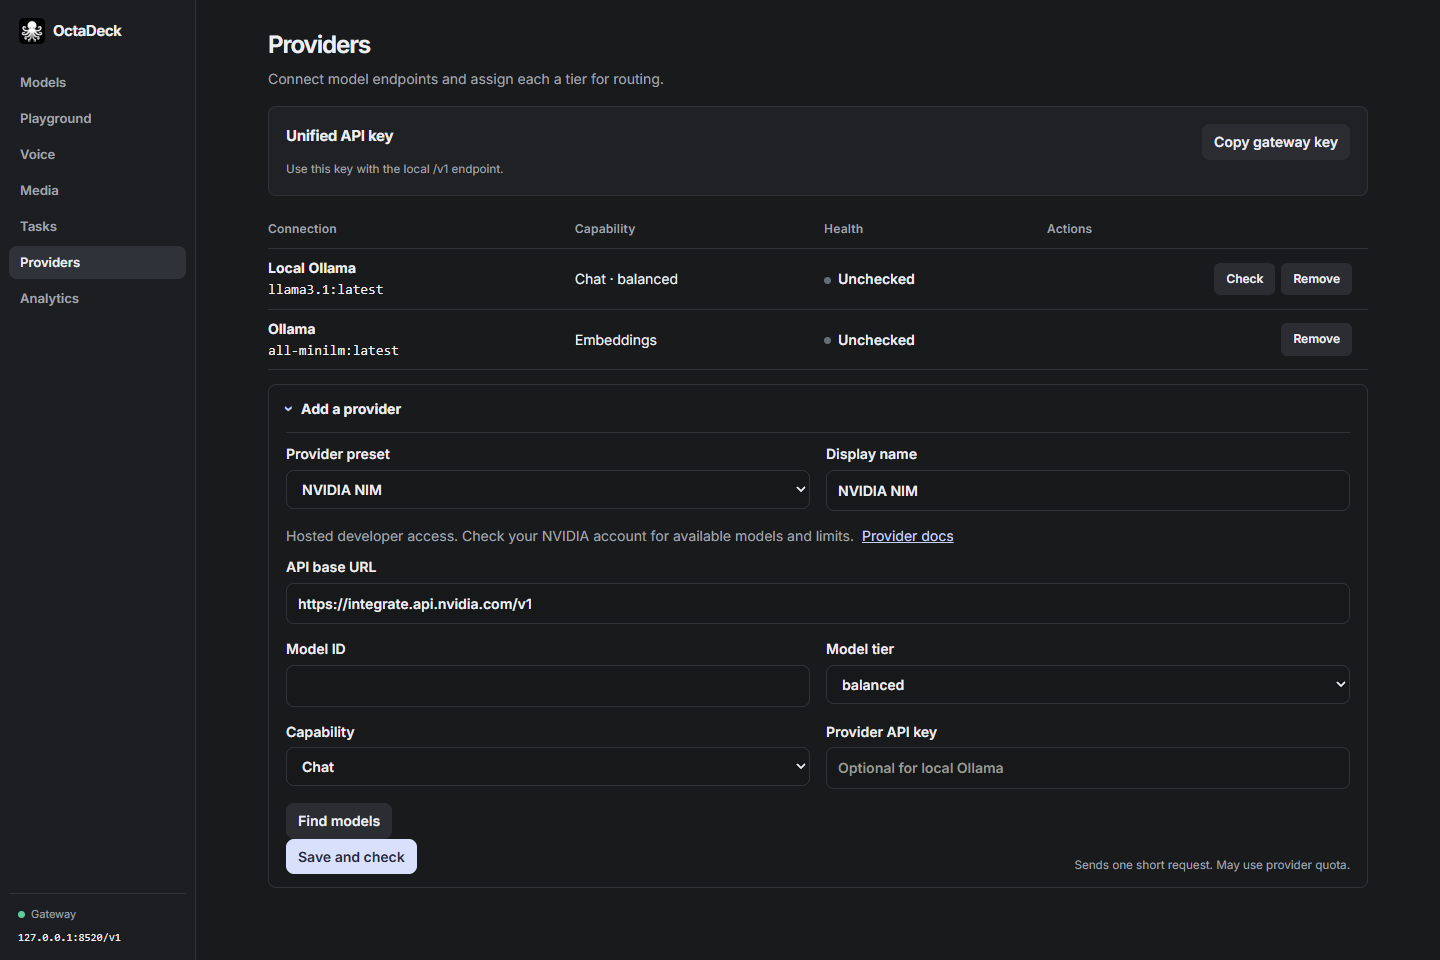 OctaDeck
Models
Playground
Voice
Media
Tasks
Providers
Analytics
Gateway
127.0.0.1:8520/v1
Providers
Connect model endpoints and assign each a tier for routing.
Unified API key
Copy gateway key
Use this key with the local /v1 endpoint.
Connection Capability Health Actions
Local Ollama
llama3.1:latest
Chat · balanced
Unchecked
Check Remove
Ollama
all-minilm:latest
Embeddings
Unchecked
Remove
Add a provider
Provider preset Display name
NVIDIA NIM NVIDIA NIM
Hosted developer access. Check your NVIDIA account for available models and limits. Provider docs
API base URL
https://integrate.api.nvidia.com/v1
Model ID Model tier
balanced
Capability Provider API key
Chat Optional for local Ollama
Find models
Save and check
Sends one short request. May use provider quota.